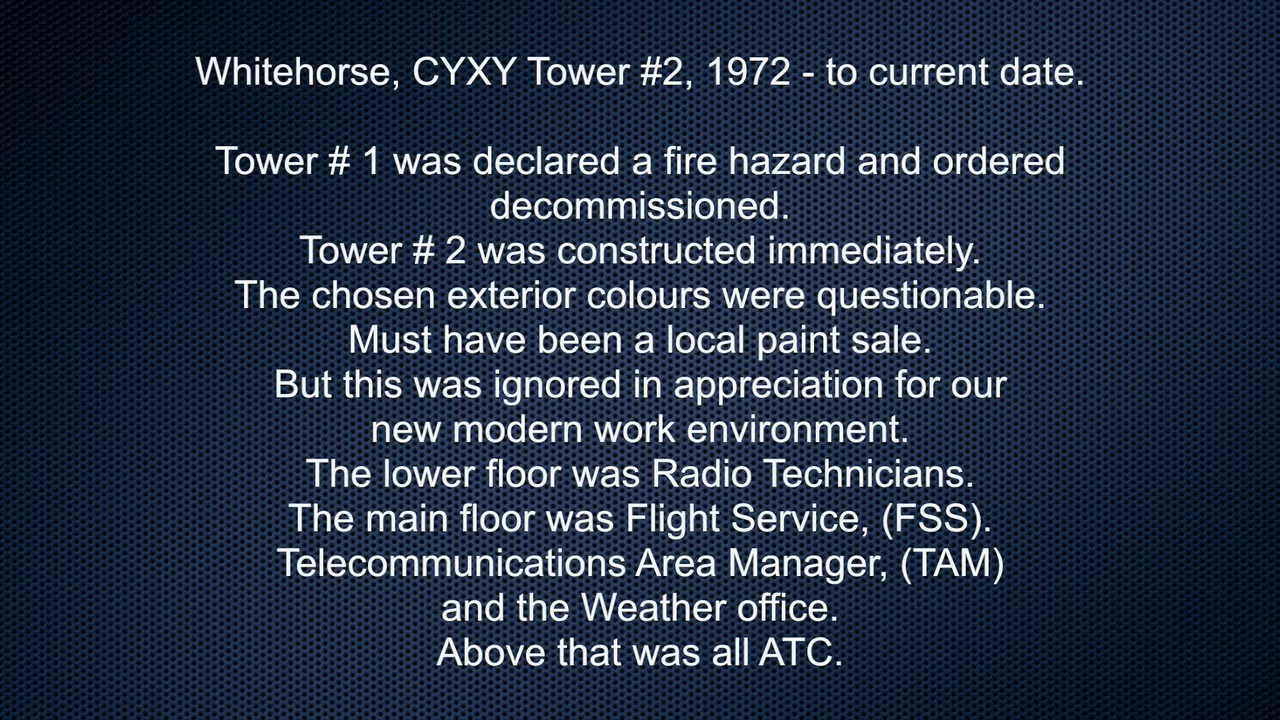 Whitehorse, CYXY Tower #2, 1972 - to current date.
Tower # 1 was declared a fire hazard and ordered
decommissioned.
Tower # 2 was constructed immediately.
The chosen exterior colours were questionable.
Must have been a local paint sale.
But this was ignored in appreciation for our
new modern work environment.
The lower floor was Radio Technicians.
The main floor was Flight Service, (FSS).
Telecommunications Area Manager, (TAM)
and the Weather office.
Above that was all ATC.